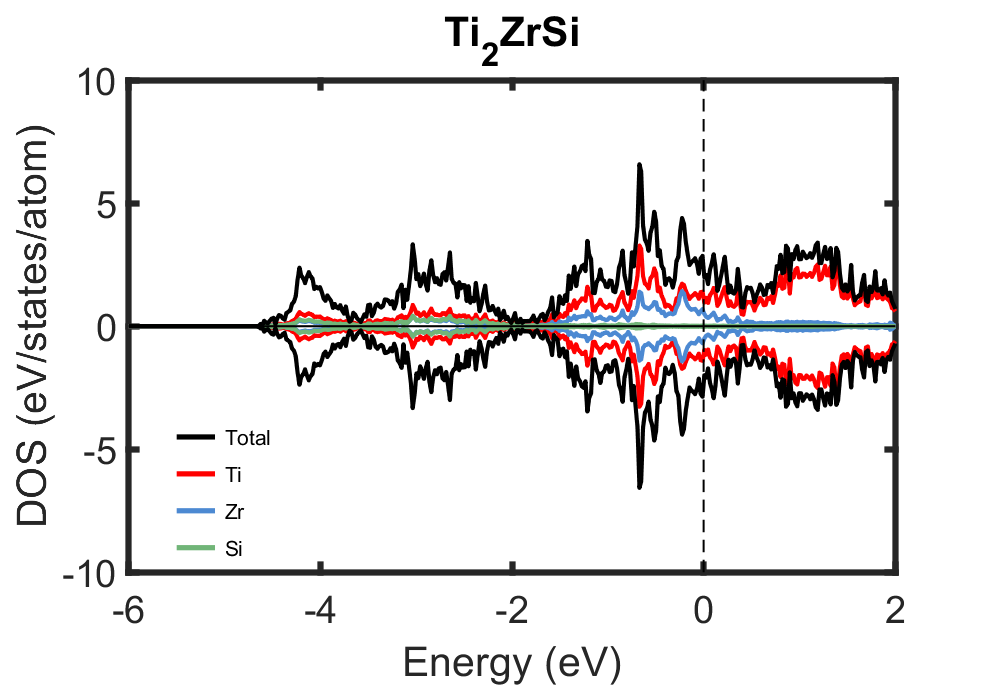 Ti2ZrSi
10
5
0
-5
-10
DOS (eV/states/atom)
Total
Ti
Zr
Si
-6 -4 -2 0 2
Energy (eV)